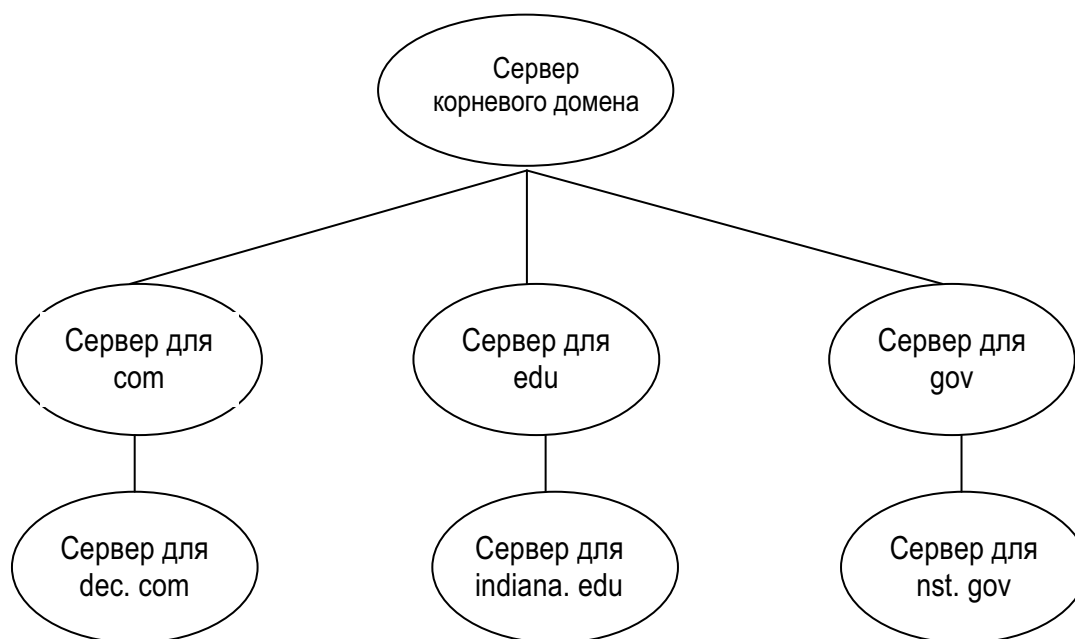 Сервер
корневого домена
Сервер для
com
Сервер для
edu
Сервер для
gov
Сервер для
dec. com
Сервер для
indiana. edu
Сервер для
nst. gov